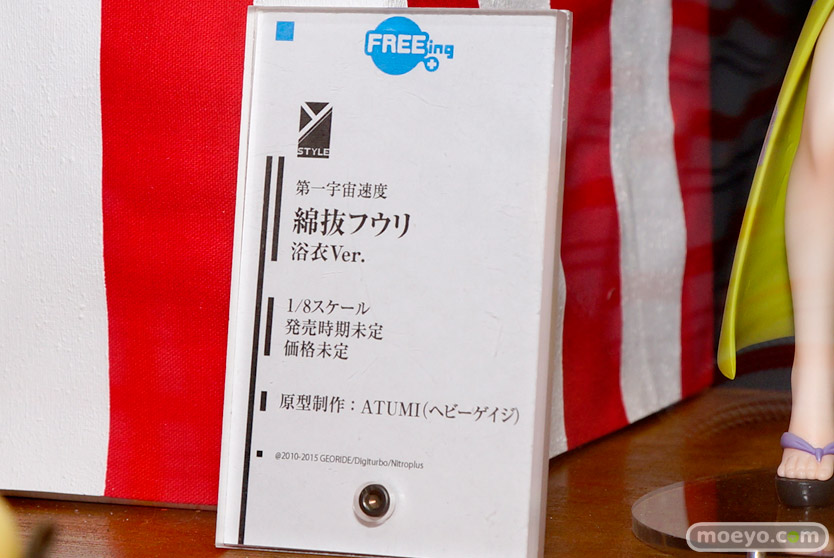 FREEing
Y
STYLE
第一宇宙速度
綿抜フウリ
浴衣Ver.
1/8スケール
発売時期未定
価格未定
原型制作：ATUMI(ヘビーゲイジ)
@2010-2015 GEORIDE/Digiturbo/Nitroplus
moeyo.com